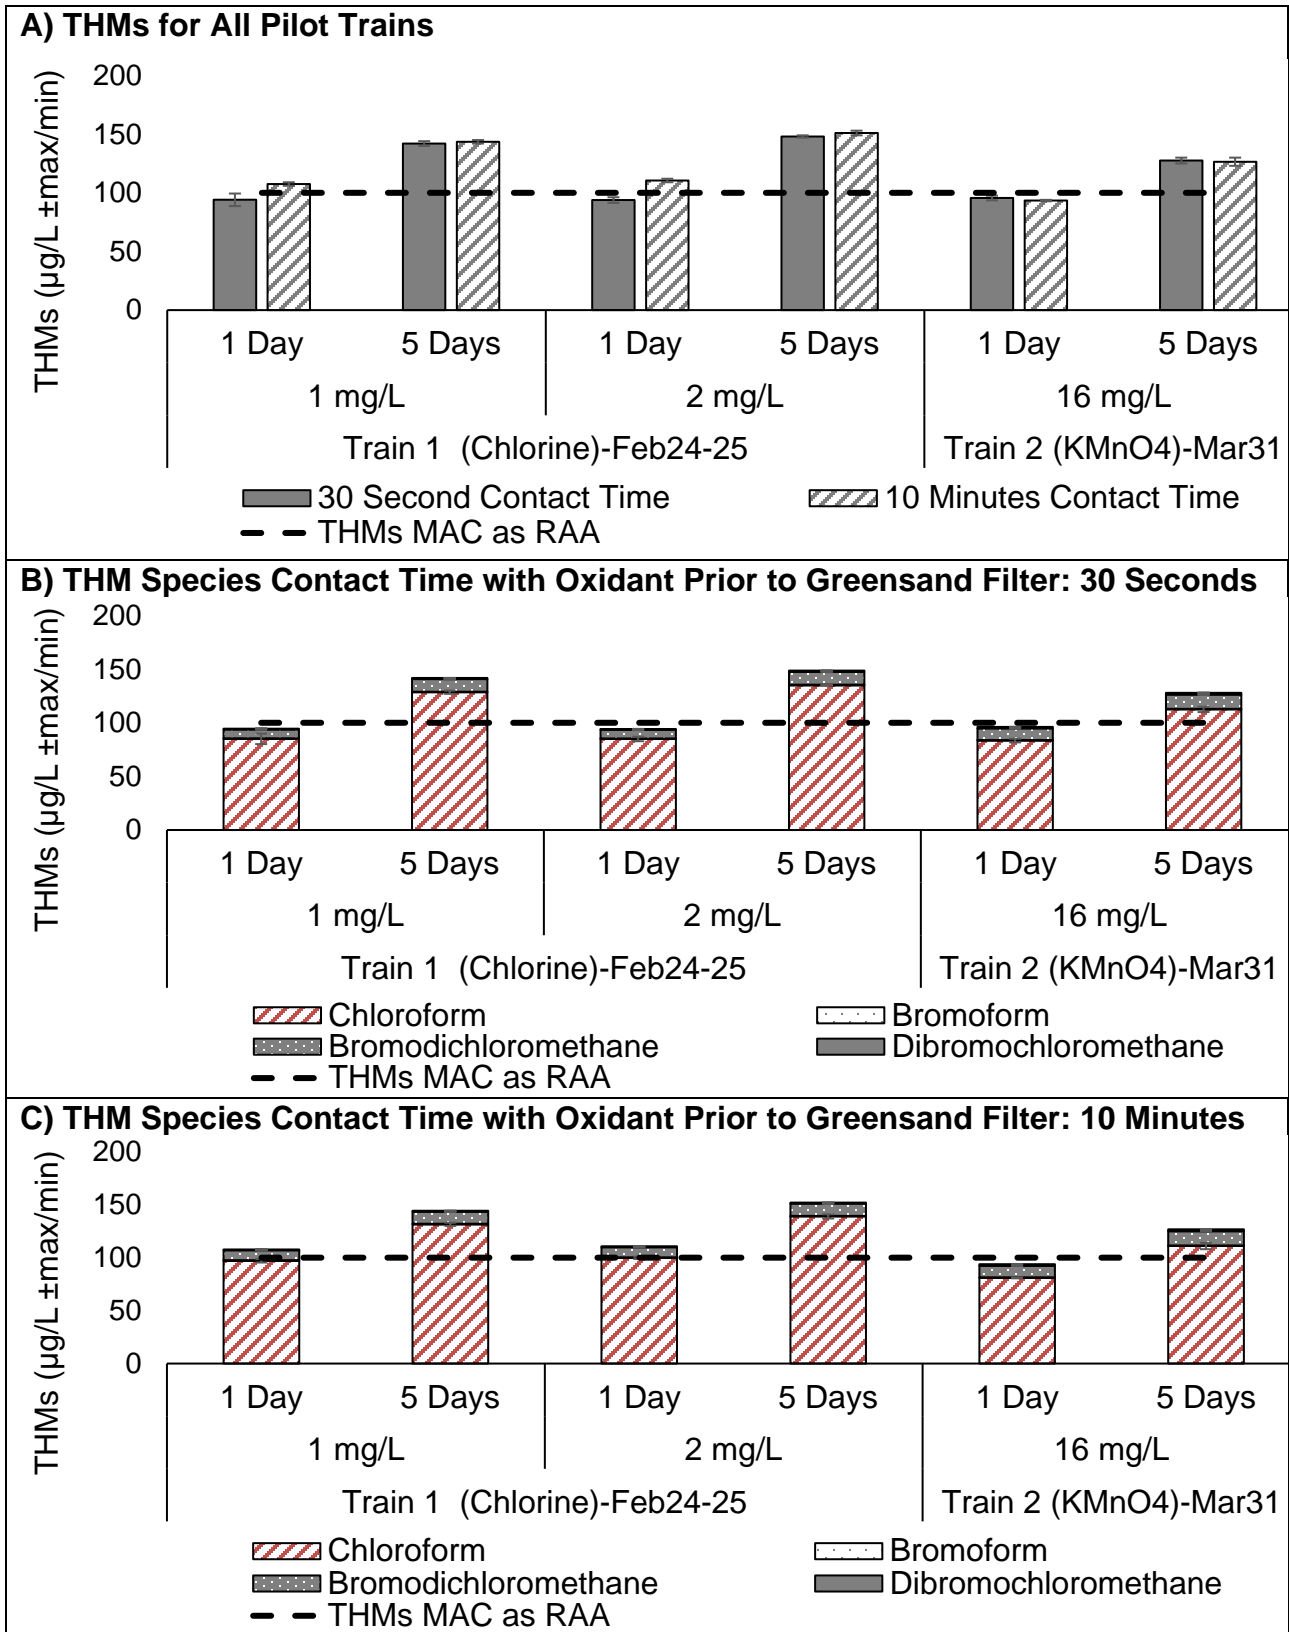 A) THMs for All Pilot Trains
THMs (µg/L ±max/min)
200
150
100
50
0
1 Day 5 Days 1 Day 5 Days 1 Day 5 Days
1 mg/L 2 mg/L 16 mg/L
Train 1 (Chlorine)-Feb24-25 Train 2 (KMnO4)-Mar31
30 Second Contact Time 10 Minutes Contact Time
THMs MAC as RAA
B) THM Species Contact Time with Oxidant Prior to Greensand Filter: 30 Seconds
THMs (µg/L ±max/min)
200
150
100
50
0
1 Day 5 Days 1 Day 5 Days 1 Day 5 Days
1 mg/L 2 mg/L 16 mg/L
Train 1 (Chlorine)-Feb24-25 Train 2 (KMnO4)-Mar31
Chloroform Bromoform
Bromodichloromethane Dibromochloromethane
THMs MAC as RAA
C) THM Species Contact Time with Oxidant Prior to Greensand Filter: 10 Minutes
THMs (µg/L ±max/min)
200
150
100
50
0
1 Day 5 Days 1 Day 5 Days 1 Day 5 Days
1 mg/L 2 mg/L 16 mg/L
Train 1 (Chlorine)-Feb24-25 Train 2 (KMnO4)-Mar31
Chloroform Bromoform
Bromodichloromethane Dibromochloromethane
THMs MAC as RAA